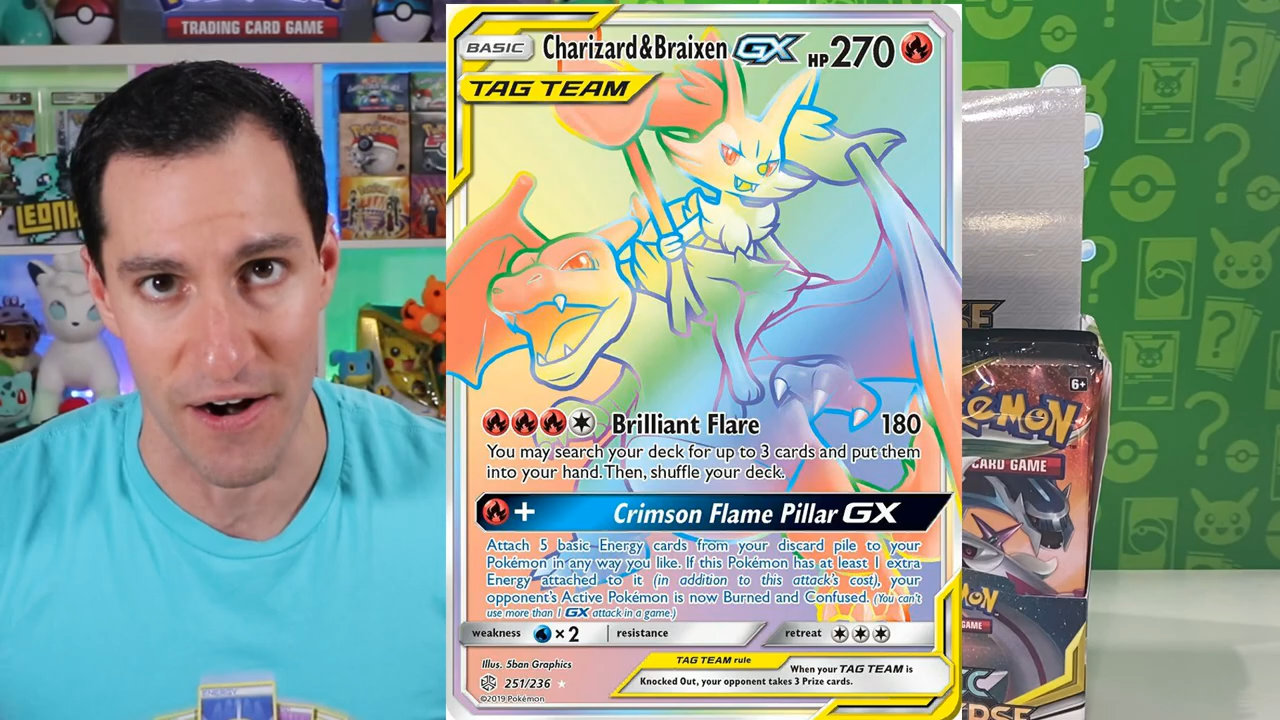 TRADING CARD GAME
BASIC Charizard&Braixen GX HP270
TAG TEAM
Brilliant Flare 180
You may search your deck for up to 3 cards and put them
into your hand. Then, shuffle your deck.
+ Crimson Flame Pillar GX
Attach 5 basic Energy cards from your discard pile to your
Pokémon in any way you like. If this Pokémon has at least 1 extra
Energy attached to it (in addition to this attack's cost), your
opponent's Active Pokémon is now Burned and Confused. (You can't
use more than 1 GX attack in a game.)
weakness ×2 resistance retreat
TAG TEAM rule
When your TAG TEAM is
Knocked Out, your opponent takes 3 Prize cards.
Illus. 5ban Graphics
251/236
©2019 Pokémon
LEON
ENERGY
6+
CARD GAME